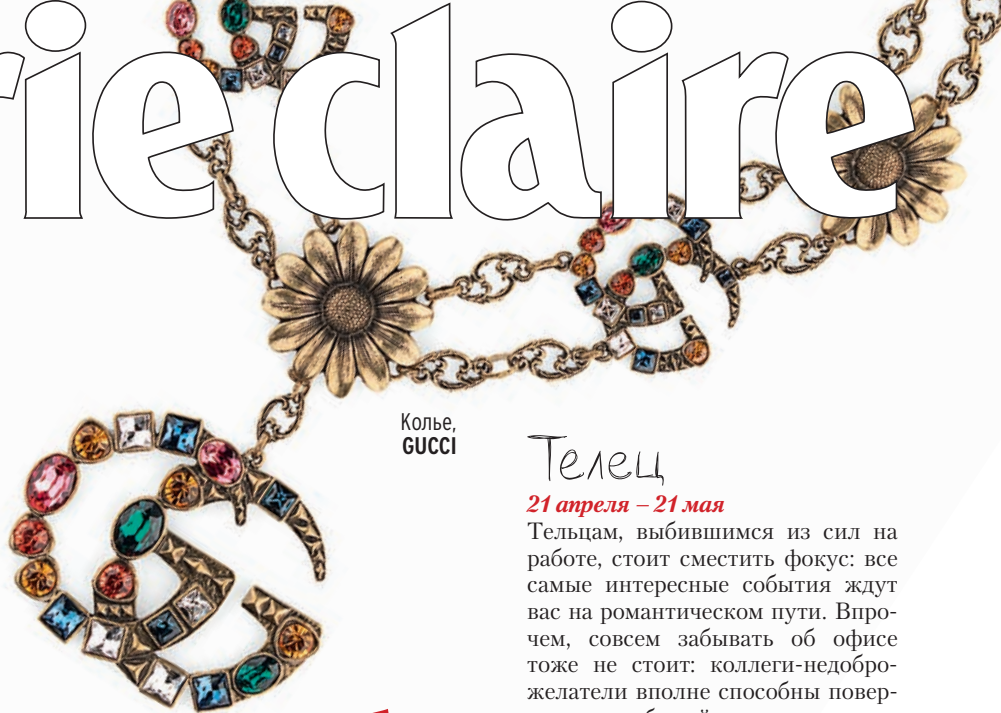 rie claire
Колье,
GUCCI
Телец
21 апреля – 21 мая
Тельцам, выбившимся из сил на
работе, стоит сместить фокус: все
самые интересные события ждут
вас на романтическом пути. Впро-
чем, совсем забывать об офисе
тоже не стоит: коллеги-недобро-
желатели вполне способны повер-